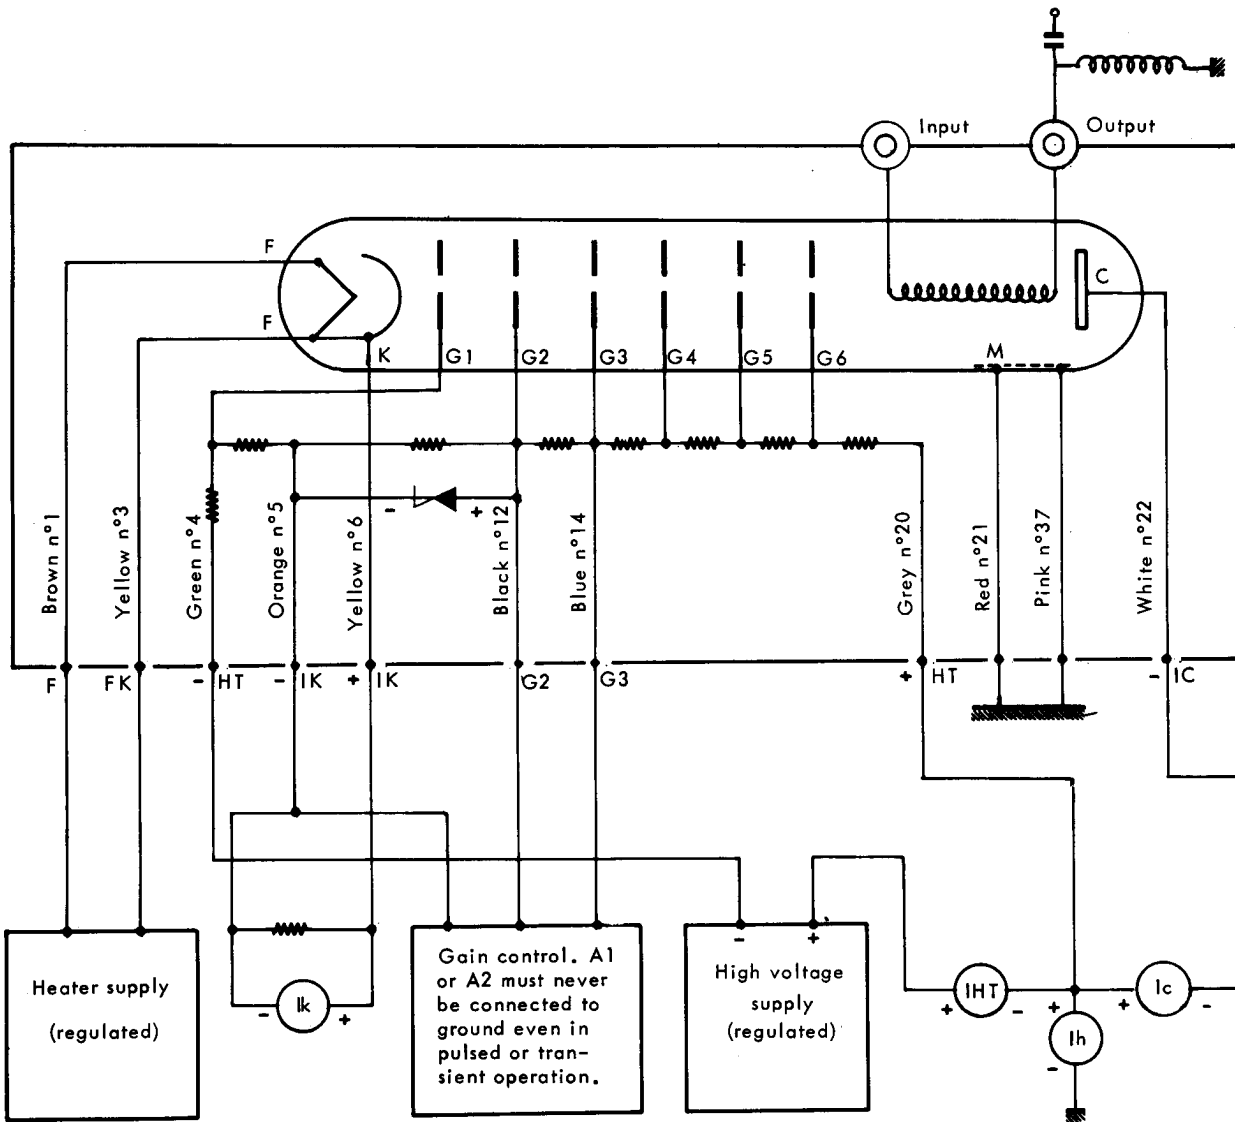 Input
Output
F
C
F
K
G1
G2
G3
G4
G5
G6
M
- +
Brown n°1
Yellow n°3
Green n°4
Orange n°5
Yellow n°6
Black n°12
Blue n°14
Grey n°20
Red n°21
Pink n°37
White n°22
F
FK
- HT
- IK
+ IK
G2
G3
+ HT
- IC
Heater supply
(regulated)
- Ik +
Gain control. A1
or A2 must never
be connected to
ground even in
pulsed or tran-
sient operation.
- +
High voltage
supply
(regulated)
+ IHT -
+ Ic -
+ Ih -